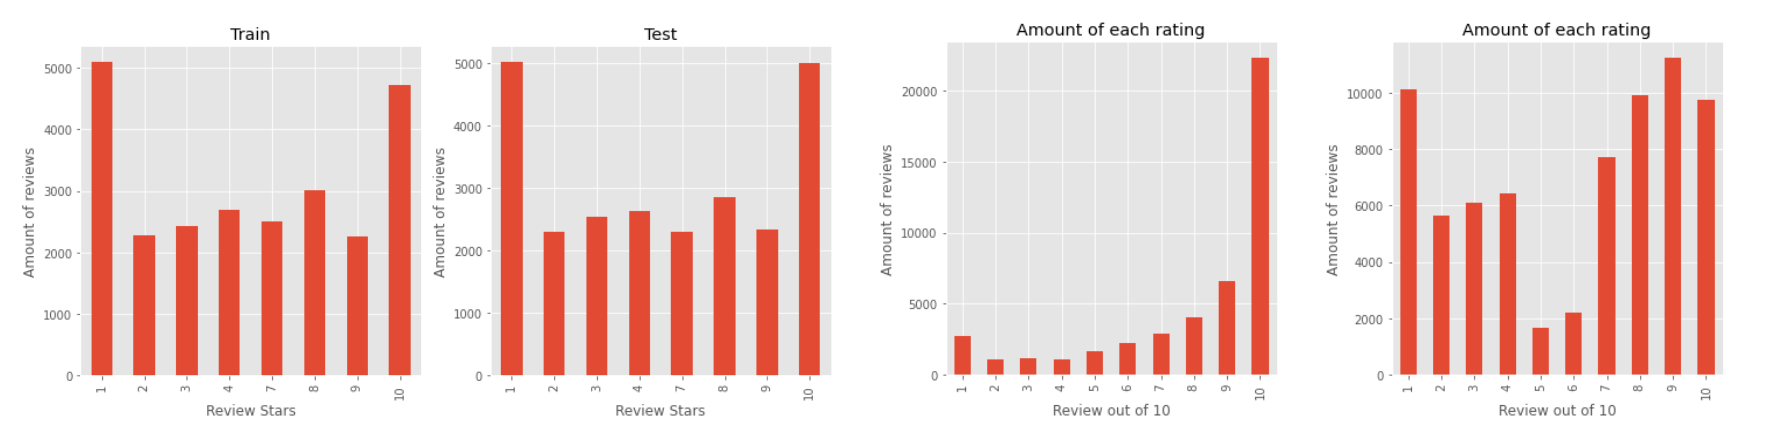 Train
Amount of reviews
5000
4000
3000
2000
1000
0
1 2 3 4 7 8 9 10
Review Stars
Test
Amount of reviews
5000
4000
3000
2000
1000
0
1 2 3 4 7 8 9 10
Review Stars
Amount of each rating
Amount of reviews
20000
15000
10000
5000
0
1 2 3 4 5 6 7 8 9 10
Review out of 10
Amount of each rating
Amount of reviews
10000
8000
6000
4000
2000
0
1 2 3 4 5 6 7 8 9 10
Review out of 10